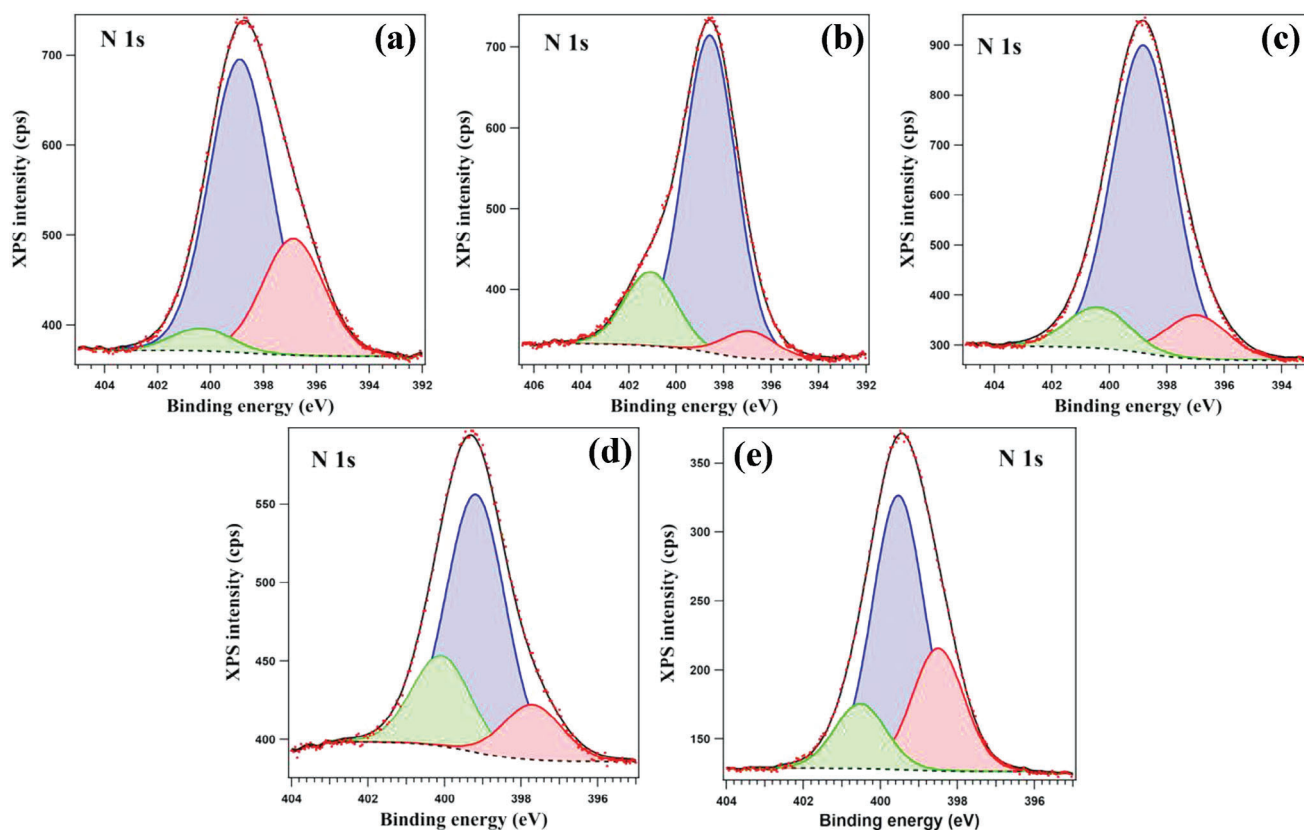 N 1s
(a)
XPS intensity (cps)
700
600
500
400
404 402 400 398 396 394 392
Binding energy (eV)
N 1s
(b)
XPS intensity (cps)
700
600
500
400
406 404 402 400 398 396 394 392
Binding energy (eV)
N 1s
(c)
XPS intensity (cps)
900
800
700
600
500
400
300
404 402 400 398 396 394
Binding energy (eV)
N 1s
(d)
XPS intensity (cps)
550
500
450
400
404 402 400 398 396
Binding energy (eV)
(e)
N 1s
XPS intensity (cps)
350
300
250
200
150
404 402 400 398 396
Binding energy (eV)